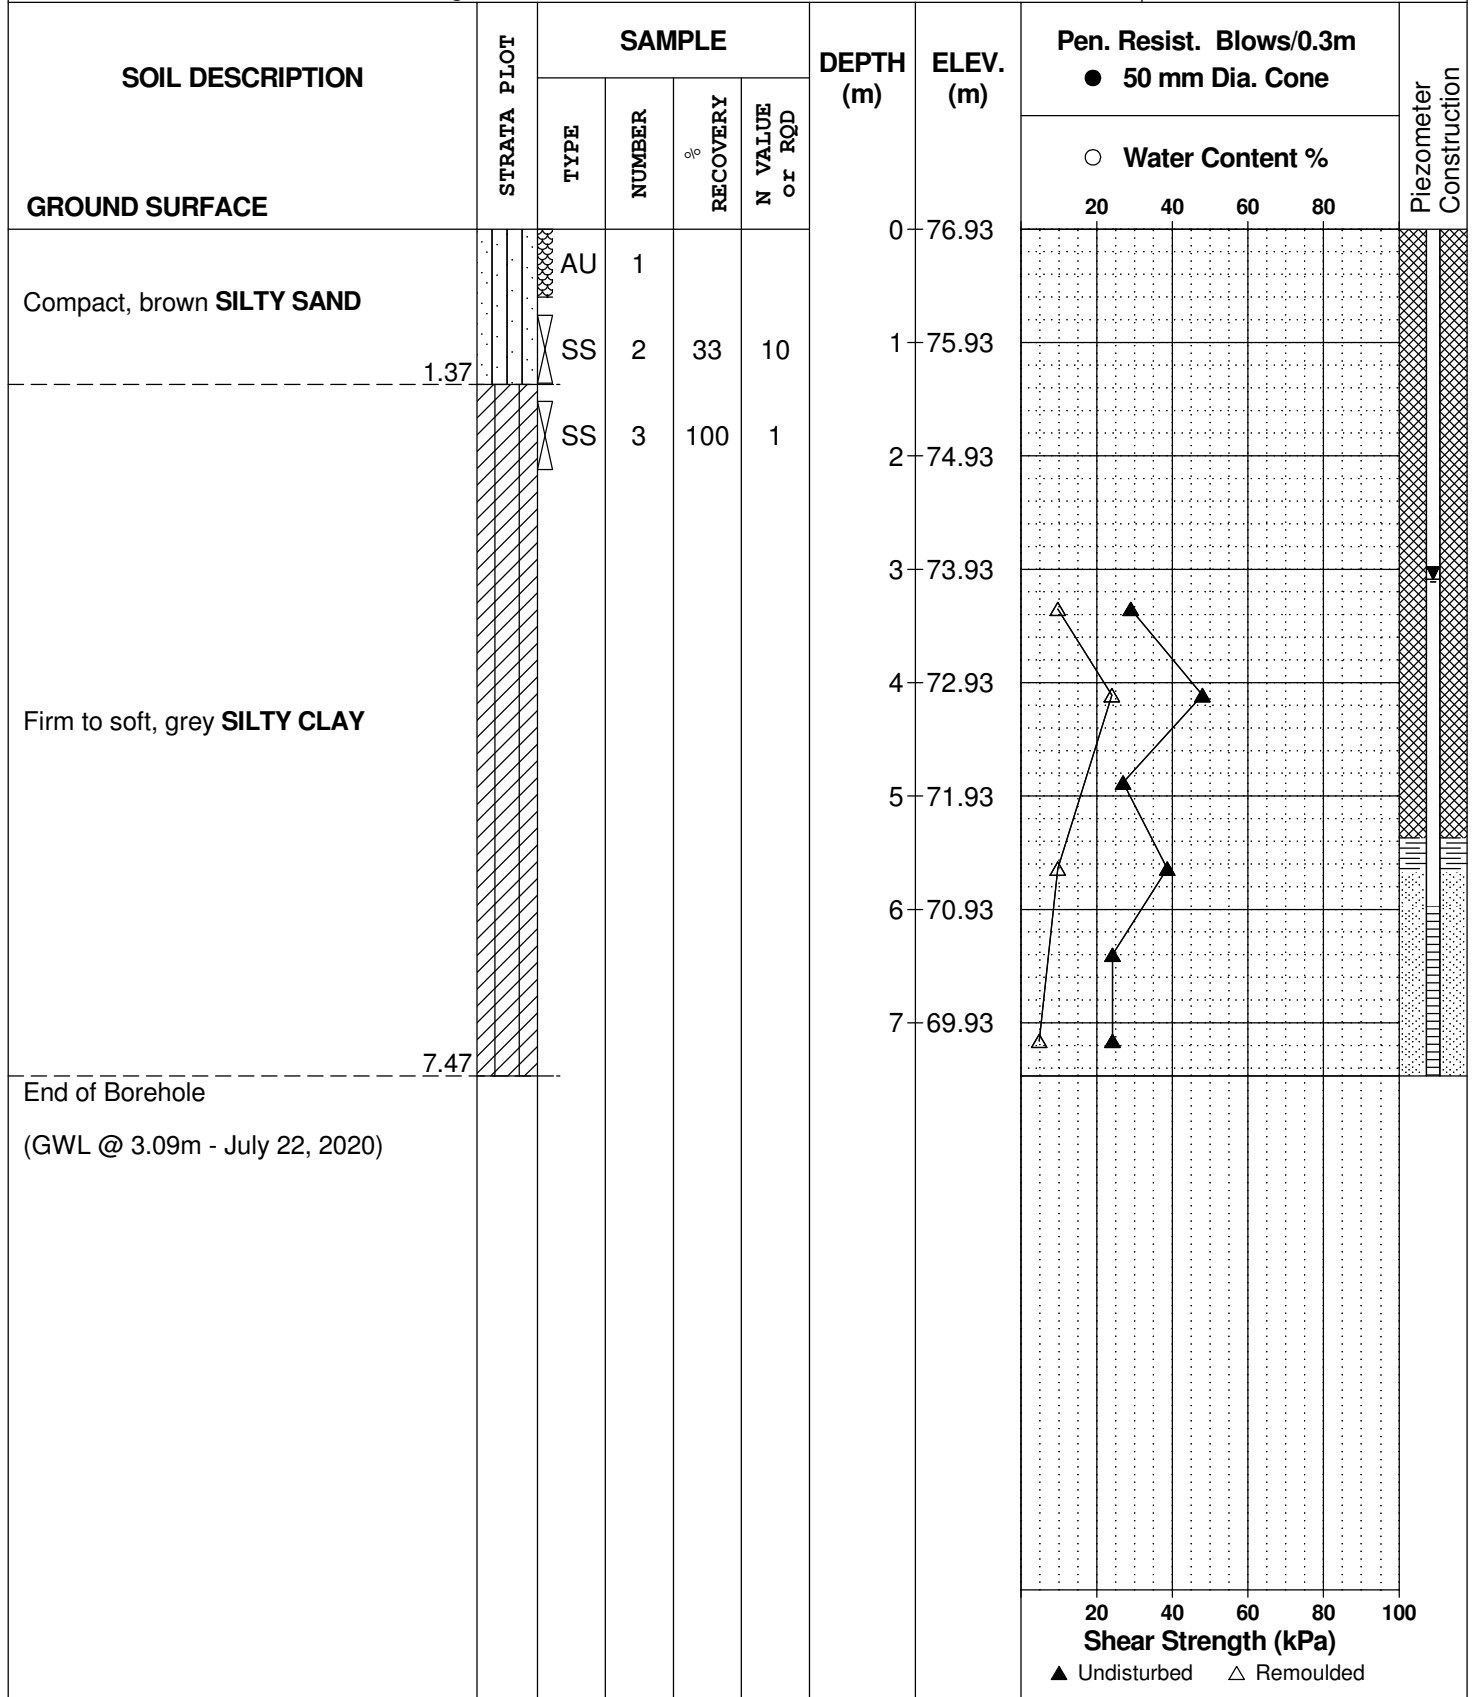 SOIL DESCRIPTION
GROUND SURFACE
STRATA PLOT
SAMPLE
TYPE
NUMBER
%
RECOVERY
N VALUE
or RQD
DEPTH
(m)
ELEV.
(m)
Pen. Resist. Blows/0.3m
● 50 mm Dia. Cone
○ Water Content %
20 40 60 80
Piezometer
Construction
0 76.93
AU 1
Compact, brown SILTY SAND
SS 2 33 10
1 75.93
1.37
SS 3 100 1
2 74.93
3 73.93
4 72.93
Firm to soft, grey SILTY CLAY
5 71.93
6 70.93
7 69.93
7.47
End of Borehole
(GWL @ 3.09m - July 22, 2020)
20 40 60 80 100
Shear Strength (kPa)
▲ Undisturbed △ Remoulded